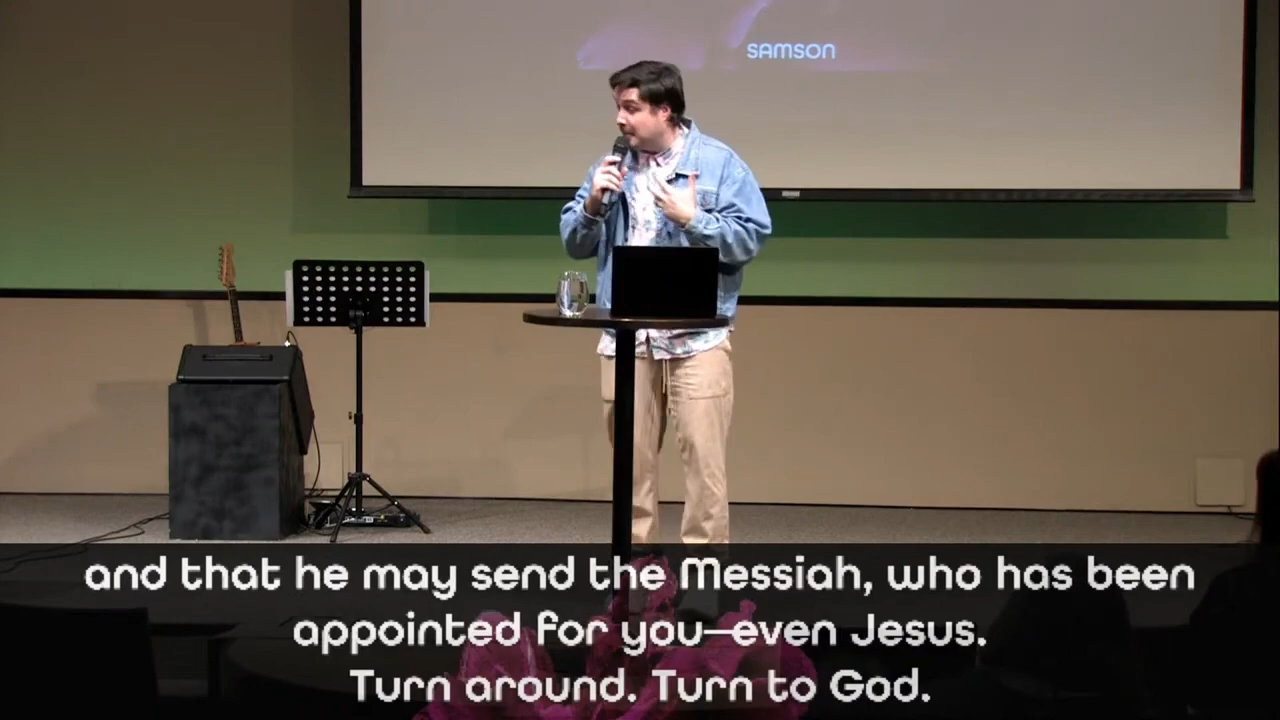 SAMSON
and that he may send the Messiah, who has been
appointed for you—even Jesus.
Turn around. Turn to God.